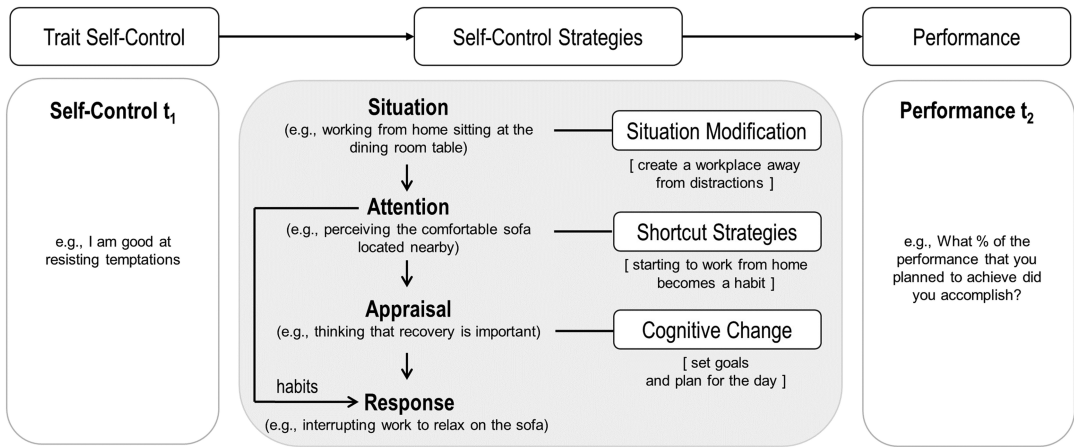 Trait Self-Control
Self-Control Strategies
Performance
Self-Control t1
e.g., I am good at
resisting temptations
Situation
(e.g., working from home sitting at the
dining room table)
Situation Modification
[ create a workplace away
from distractions ]
Attention
(e.g., perceiving the comfortable sofa
located nearby)
Shortcut Strategies
[ starting to work from home
becomes a habit ]
Appraisal
(e.g., thinking that recovery is important)
Cognitive Change
[ set goals
and plan for the day ]
habits
Response
(e.g., interrupting work to relax on the sofa)
Performance t2
e.g., What % of the
performance that you
planned to achieve did
you accomplish?